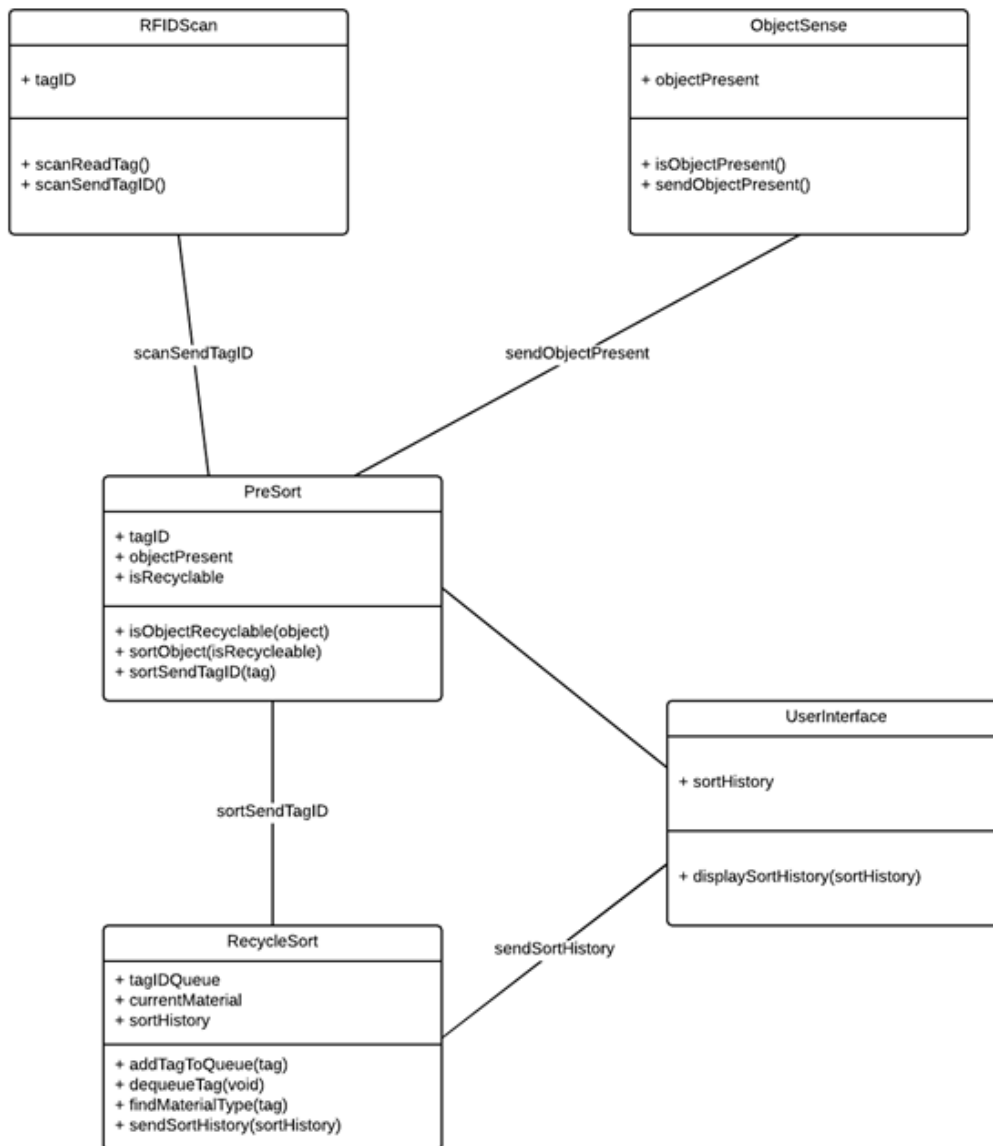 RFIDScan
+ tagID
+ scanReadTag()
+ scanSendTagID()
ObjectSense
+ objectPresent
+ isObjectPresent()
+ sendObjectPresent()
scanSendTagID
sendObjectPresent
PreSort
+ tagID
+ objectPresent
+ isRecyclable
+ isObjectRecyclable(object)
+ sortObject(isRecycleable)
+ sortSendTagID(tag)
UserInterface
+ sortHistory
+ displaySortHistory(sortHistory)
sortSendTagID
sendSortHistory
RecycleSort
+ tagIDQueue
+ currentMaterial
+ sortHistory
+ addTagToQueue(tag)
+ dequeueTag(void)
+ findMaterialType(tag)
+ sendSortHistory(sortHistory)